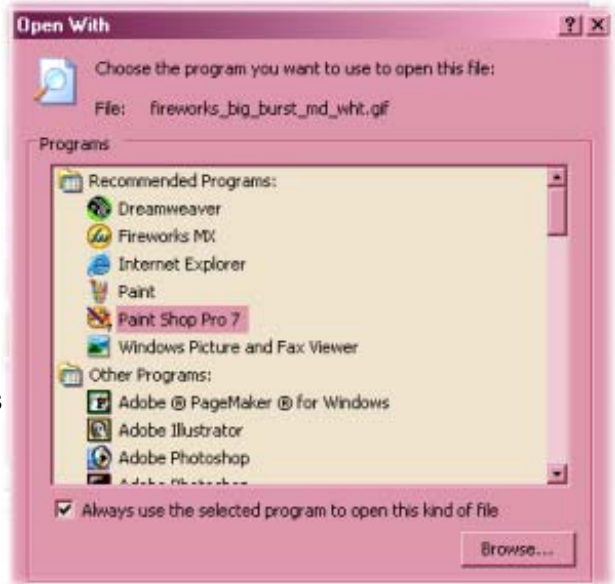 Open With
Choose the program you want to use to open this file:
File: fireworks_big_burst_md_wht.gif
Programs
Recommended Programs:
Dreamweaver
Fireworks MX
Internet Explorer
Paint
Paint Shop Pro 7
Windows Picture and Fax Viewer
Other Programs:
Adobe ® PageMaker ® for Windows
Adobe Illustrator
Adobe Photoshop
Always use the selected program to open this kind of file
Browse...